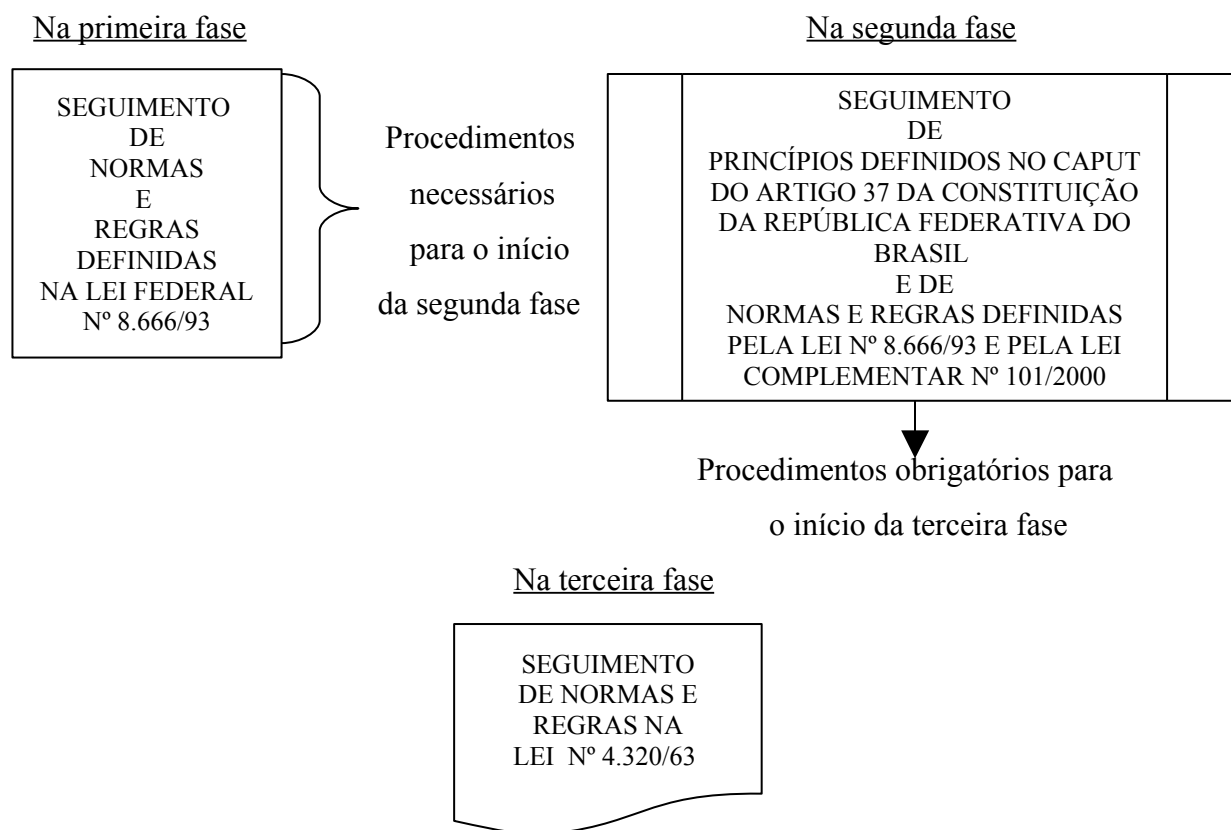 Na primeira fase
SEGUIMENTO
DE
NORMAS
E
REGRAS
DEFINIDAS
NA LEI FEDERAL
Nº 8.666/93
Procedimentos
necessários
para o início
da segunda fase
Na segunda fase
SEGUIMENTO
DE
PRINCÍPIOS DEFINIDOS NO CAPUT
DO ARTIGO 37 DA CONSTITUIÇÃO
DA REPÚBLICA FEDERATIVA DO
BRASIL
E DE
NORMAS E REGRAS DEFINIDAS
PELA LEI Nº 8.666/93 E PELA LEI
COMPLEMENTAR Nº 101/2000
Procedimentos obrigatórios para
o início da terceira fase
Na terceira fase
SEGUIMENTO
DE NORMAS E
REGRAS NA
LEI Nº 4.320/63